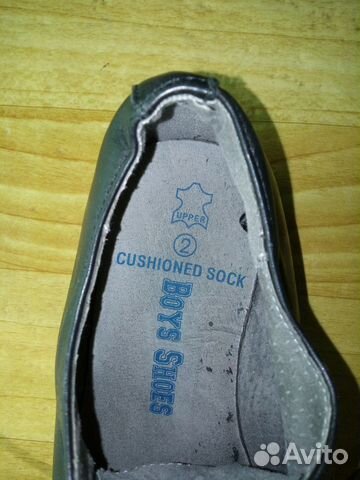 UPPER
2
CUSHIONED SOCK
BOYS SHOES
Avito